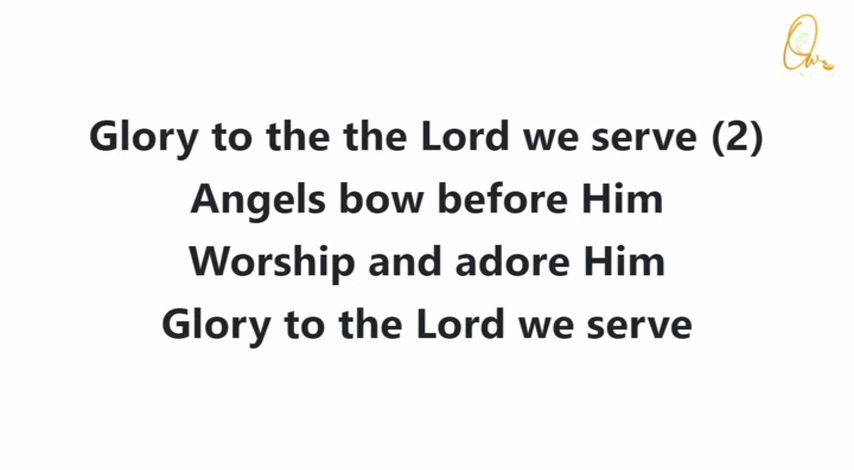 Glory to the the Lord we serve (2)
Angels bow before Him
Worship and adore Him
Glory to the Lord we serve